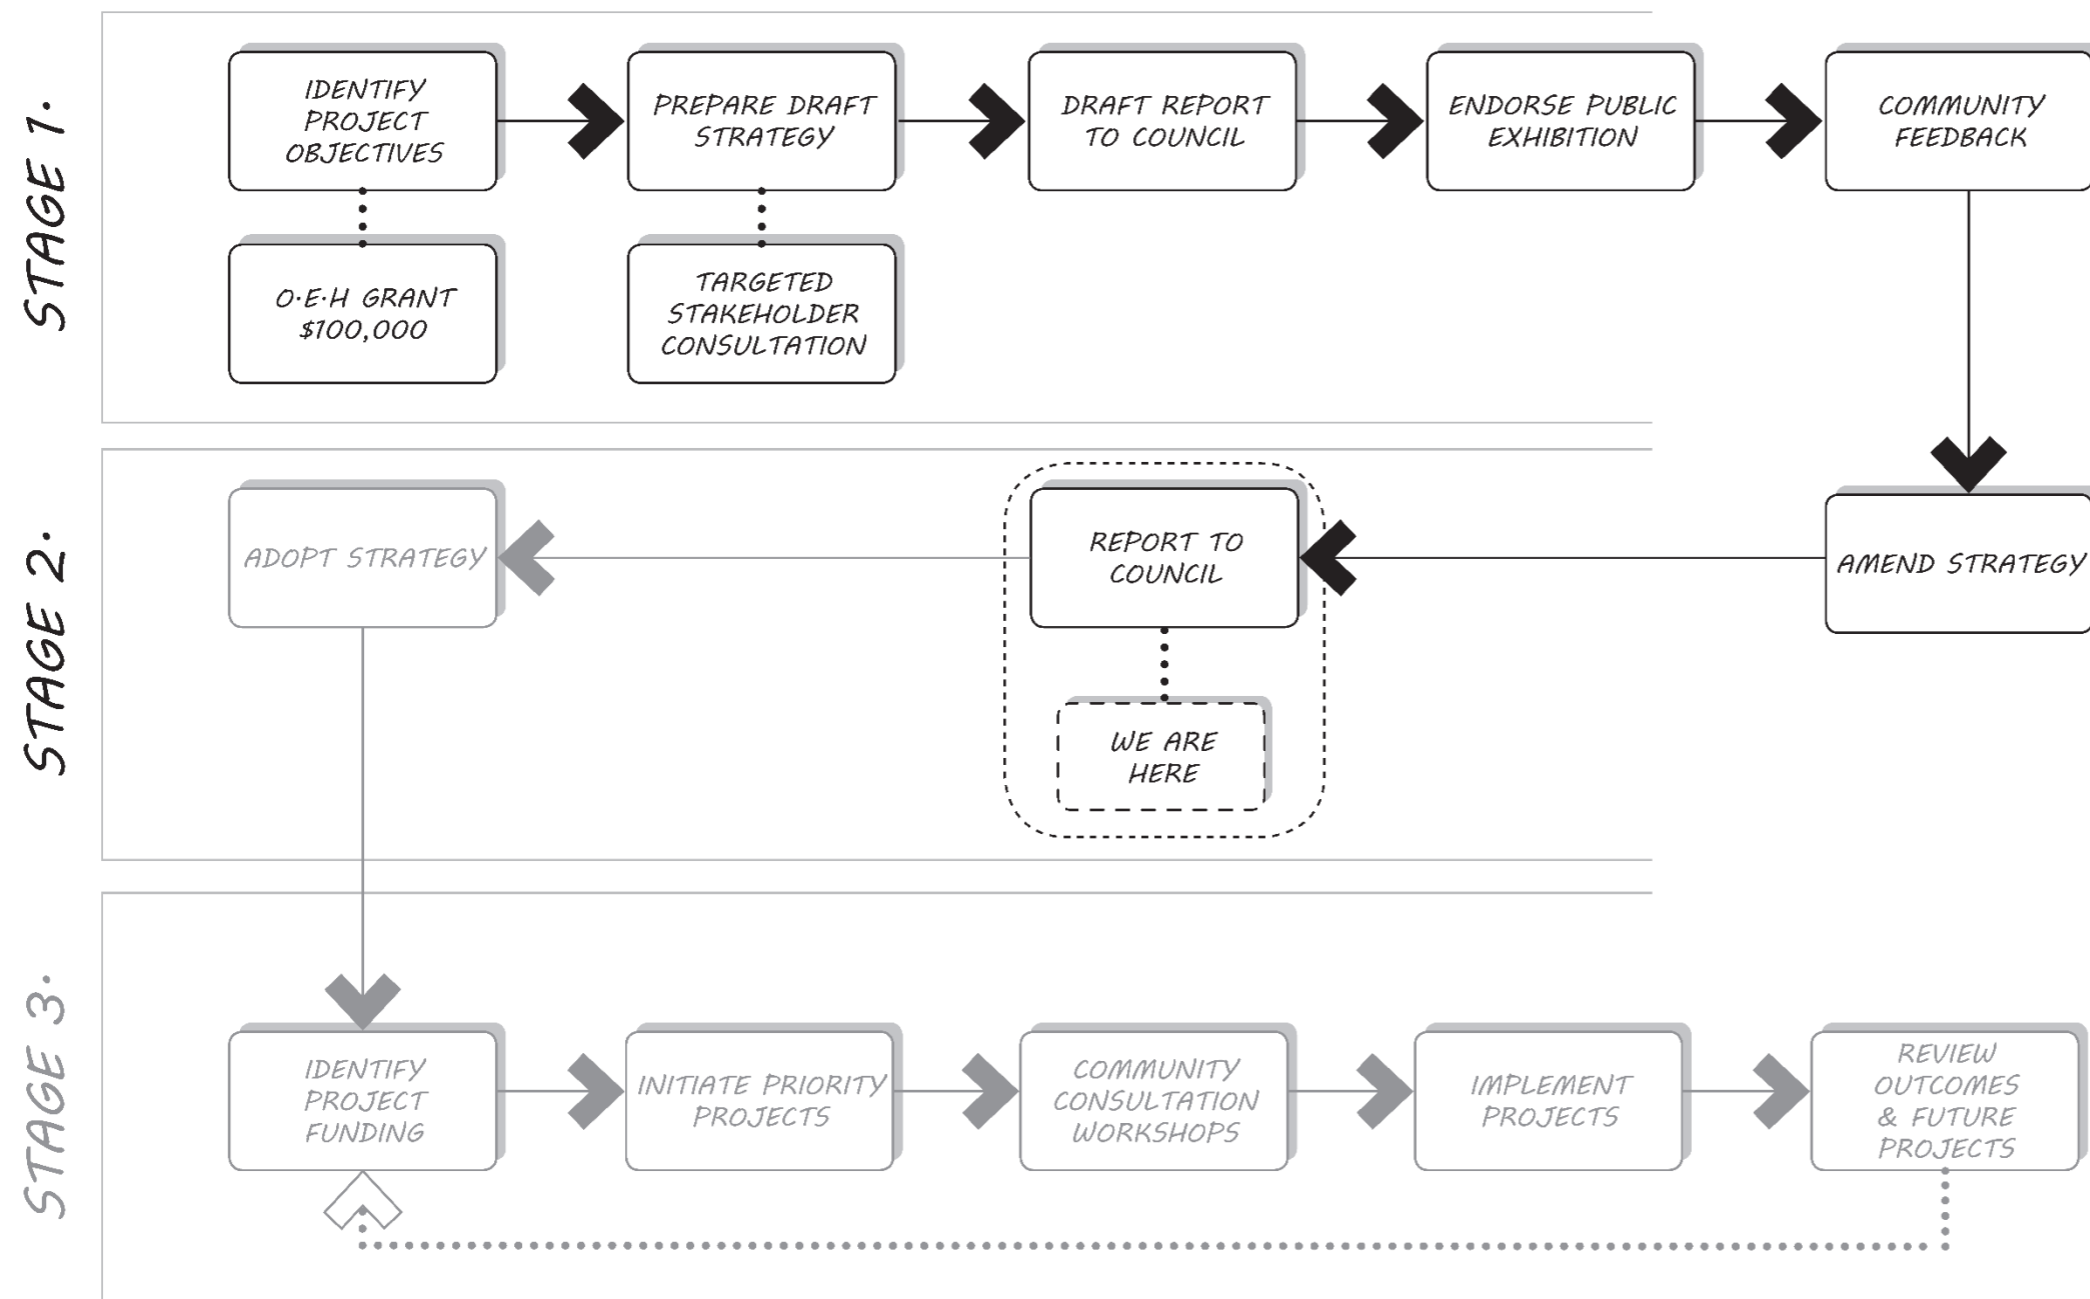 STAGE 1.
IDENTIFY
PROJECT
OBJECTIVES
PREPARE DRAFT
STRATEGY
DRAFT REPORT
TO COUNCIL
ENDORSE PUBLIC
EXHIBITION
COMMUNITY
FEEDBACK
O.E.H GRANT
$100,000
TARGETED
STAKEHOLDER
CONSULTATION
STAGE 2.
ADOPT STRATEGY
REPORT TO
COUNCIL
AMEND STRATEGY
WE ARE
HERE
STAGE 3.
IDENTIFY
PROJECT
FUNDING
INITIATE PRIORITY
PROJECTS
COMMUNITY
CONSULTATION
WORKSHOPS
IMPLEMENT
PROJECTS
REVIEW
OUTCOMES
& FUTURE
PROJECTS